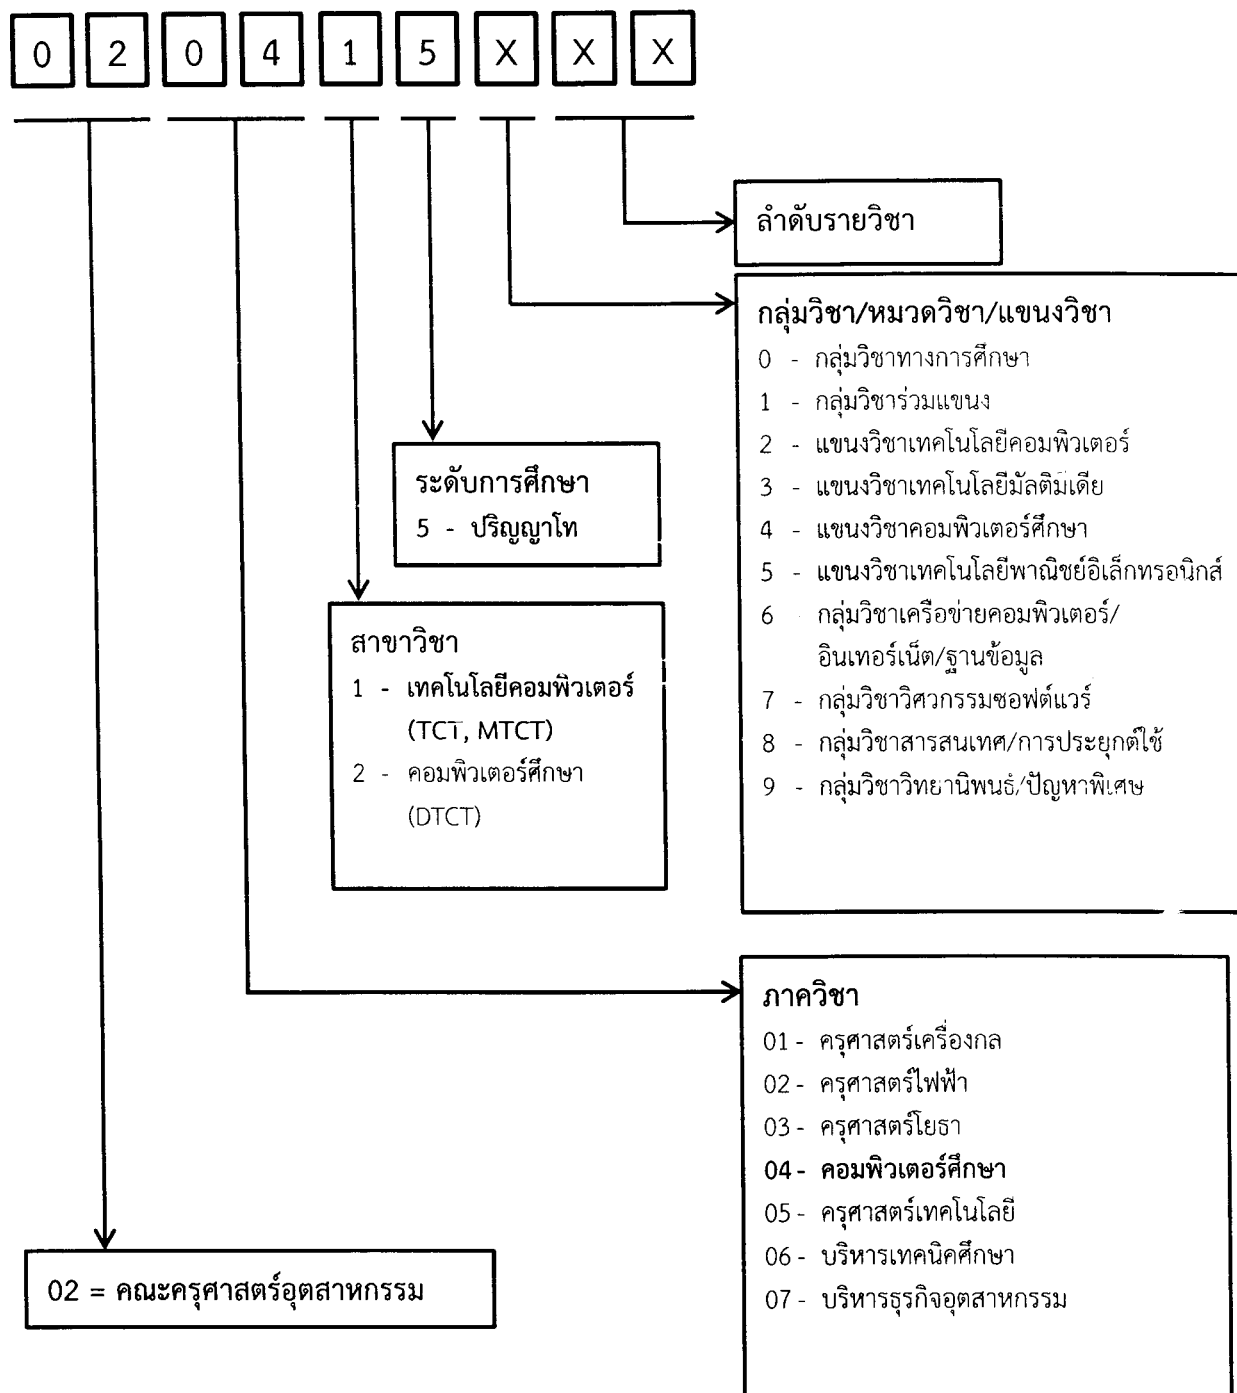 0 2 0 4 1 5 X X X
ลำดับรายวิชา
กลุ่มวิชา/หมวดวิชา/แขนงวิชา
0 - กลุ่มวิชาทางการศึกษา
1 - กลุ่มวิชาร่วมแขนง
2 - แขนงวิชาเทคโนโลยีคอมพิวเตอร์
3 - แขนงวิชาเทคโนโลยีมัลติมีเดีย
4 - แขนงวิชาคอมพิวเตอร์ศึกษา
5 - แขนงวิชาเทคโนโลยีพาณิชย์อิเล็กทรอนิกส์
6 กลุ่มวิชาเครือข่ายคอมพิวเตอร์/
อินเทอร์เน็ต/ฐานข้อมูล
7 - กลุ่มวิชาวิศวกรรมซอฟต์แวร์
8 - กลุ่มวิชาสารสนเทศ/การประยุกต์ใช้
9 - กลุ่มวิชาวิทยานิพนธ์/ปัญหาพิเศษ
ระดับการศึกษา
5 - ปริญญาโท
สาขาวิชา
1 - เทคโนโลยีคอมพิวเตอร์
(TCT, MTCT)
2 - คอมพิวเตอร์ศึกษา
(DTCT)
ภาควิชา
01 - ครุศาสตร์เครื่องกล
02 - ครุศาสตร์ไฟฟ้า
03 - ครุศาสตร์โยธา
04 - คอมพิวเตอร์ศึกษา
05 - ครุศาสตร์เทคโนโลยี
06 - บริหารเทคนิคศึกษา
07 - บริหารธุรกิจอุตสาหกรรม
02 = คณะครุศาสตร์อุตสาหกรรม